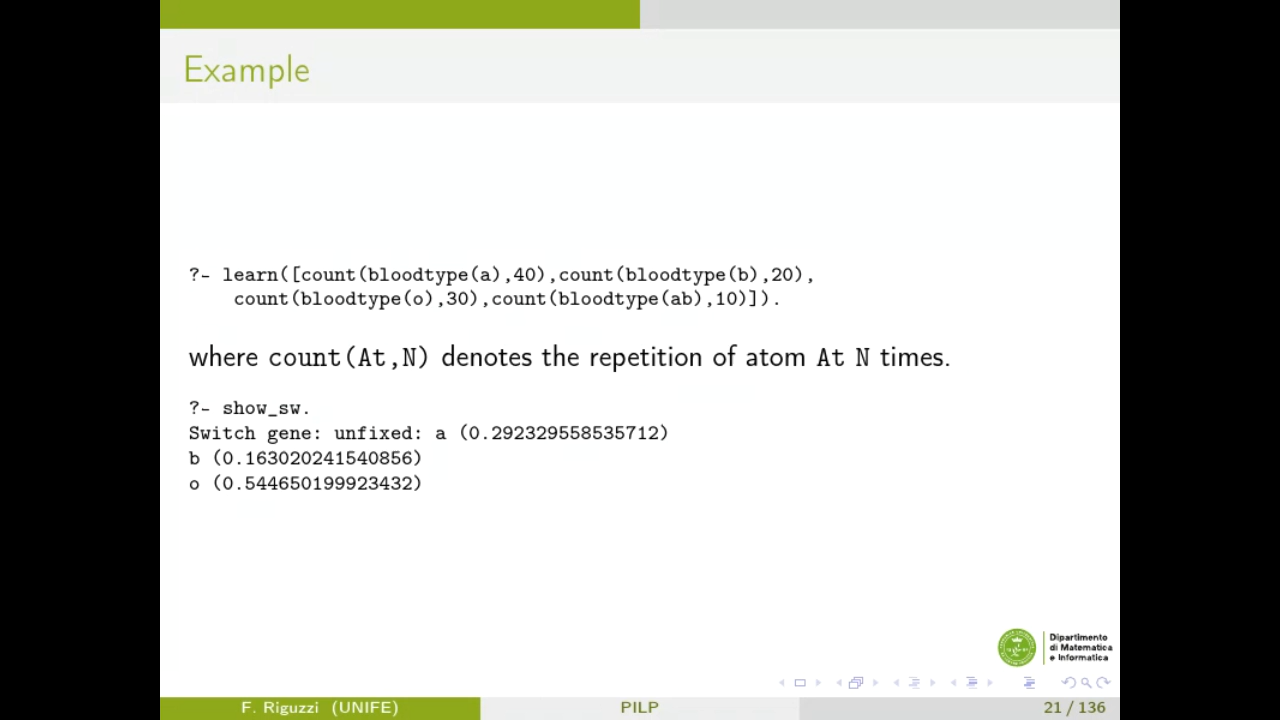 Example
?- learn([count(bloodtype(a),40),count(bloodtype(b),20),
count(bloodtype(o),30),count(bloodtype(ab),10)]).
where count(At,N) denotes the repetition of atom At N times.
?- show_sw.
Switch gene: unfixed: a (0.292329558535712)
b (0.163020241540856)
o (0.544650199923432)
Dipartimento
di Matematica
e Informatica
F. Riguzzi (UNIFE)
PILP
21 / 136